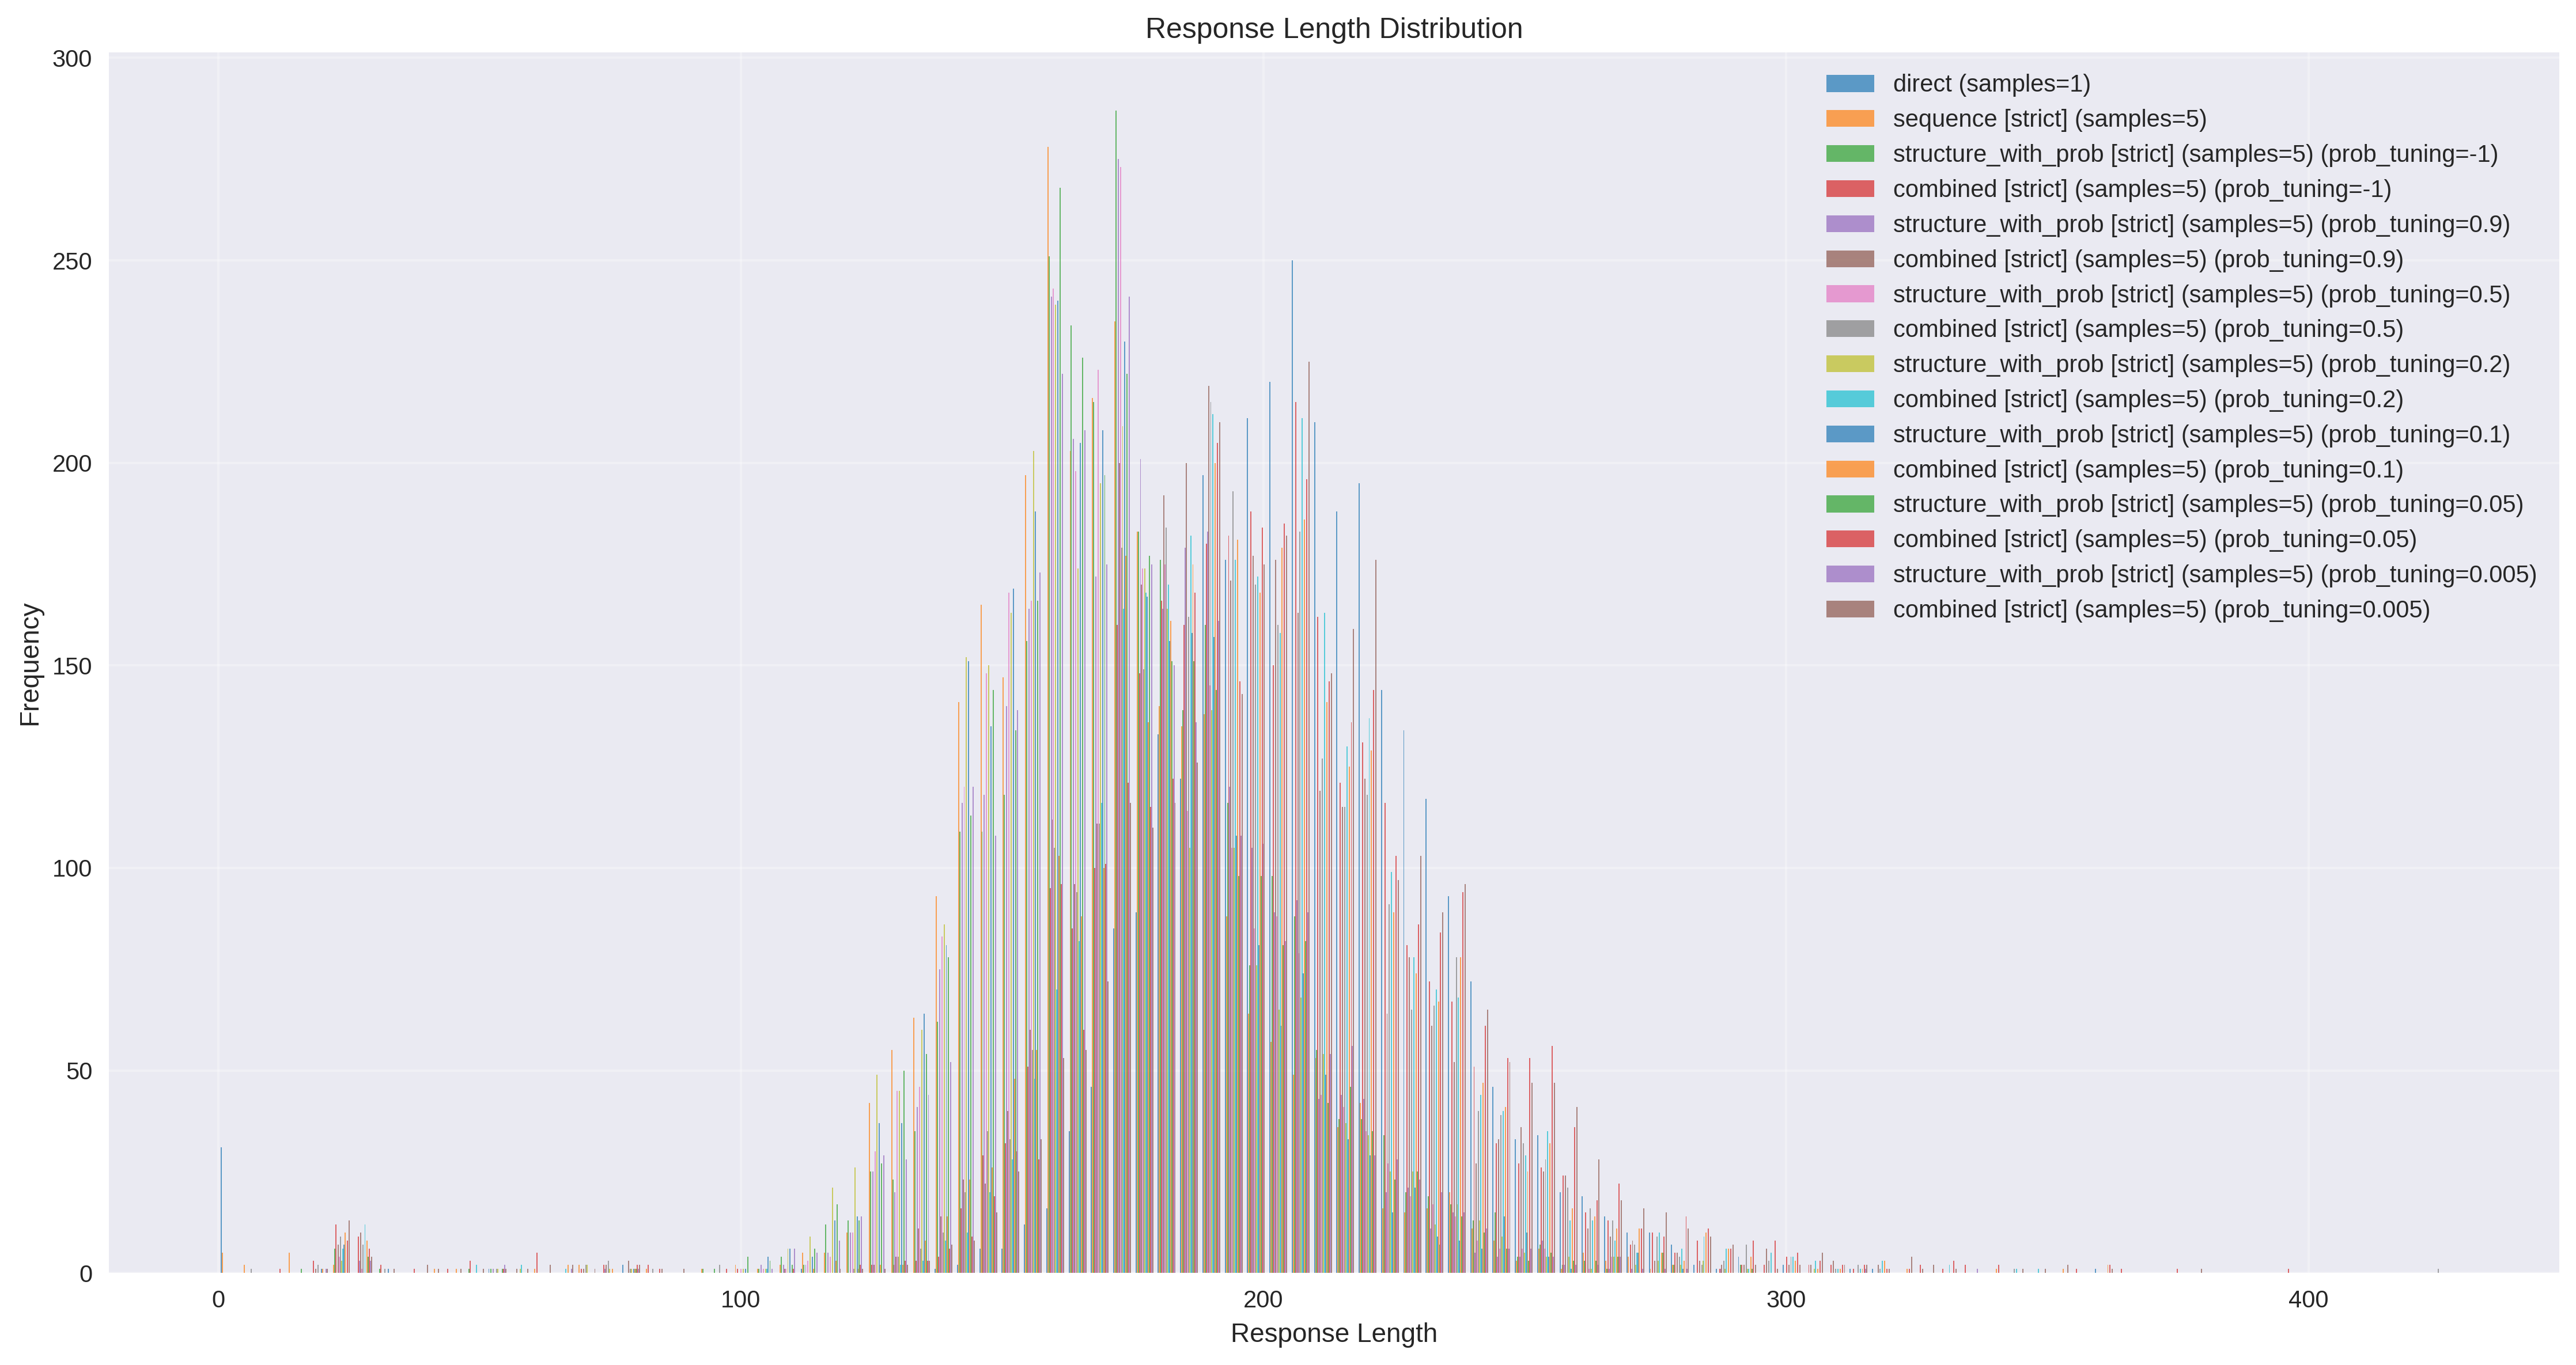 Response Length Distribution
300
250
200
150
100
50
0
Frequency
direct (samples=1)
sequence [strict] (samples=5)
structure_with_prob [strict] (samples=5) (prob_tuning=-1)
combined [strict] (samples=5) (prob_tuning=-1)
structure_with_prob [strict] (samples=5) (prob_tuning=0.9)
combined [strict] (samples=5) (prob_tuning=0.9)
structure_with_prob [strict] (samples=5) (prob_tuning=0.5)
combined [strict] (samples=5) (prob_tuning=0.5)
structure_with_prob [strict] (samples=5) (prob_tuning=0.2)
combined [strict] (samples=5) (prob_tuning=0.2)
structure_with_prob [strict] (samples=5) (prob_tuning=0.1)
combined [strict] (samples=5) (prob_tuning=0.1)
structure_with_prob [strict] (samples=5) (prob_tuning=0.05)
combined [strict] (samples=5) (prob_tuning=0.05)
structure_with_prob [strict] (samples=5) (prob_tuning=0.005)
combined [strict] (samples=5) (prob_tuning=0.005)
0 100 200 300 400
Response Length